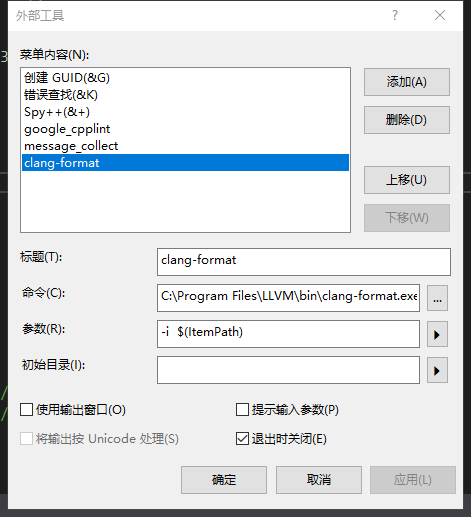 外部工具
菜单内容(N):
创建 GUID(&G)
错误查找(&K)
Spy++(&+)
google_cpplint
message_collect
clang-format
添加(A)
删除(D)
上移(U)
下移(W)
标题(T):
clang-format
命令(C):
C:\Program Files\LLVM\bin\clang-format.exe
...
参数(R):
-i $(ItemPath)
初始目录(I):
使用输出窗口(O)
提示输入参数(P)
将输出按 Unicode 处理(S)
退出时关闭(E)
确定
取消
应用(L)